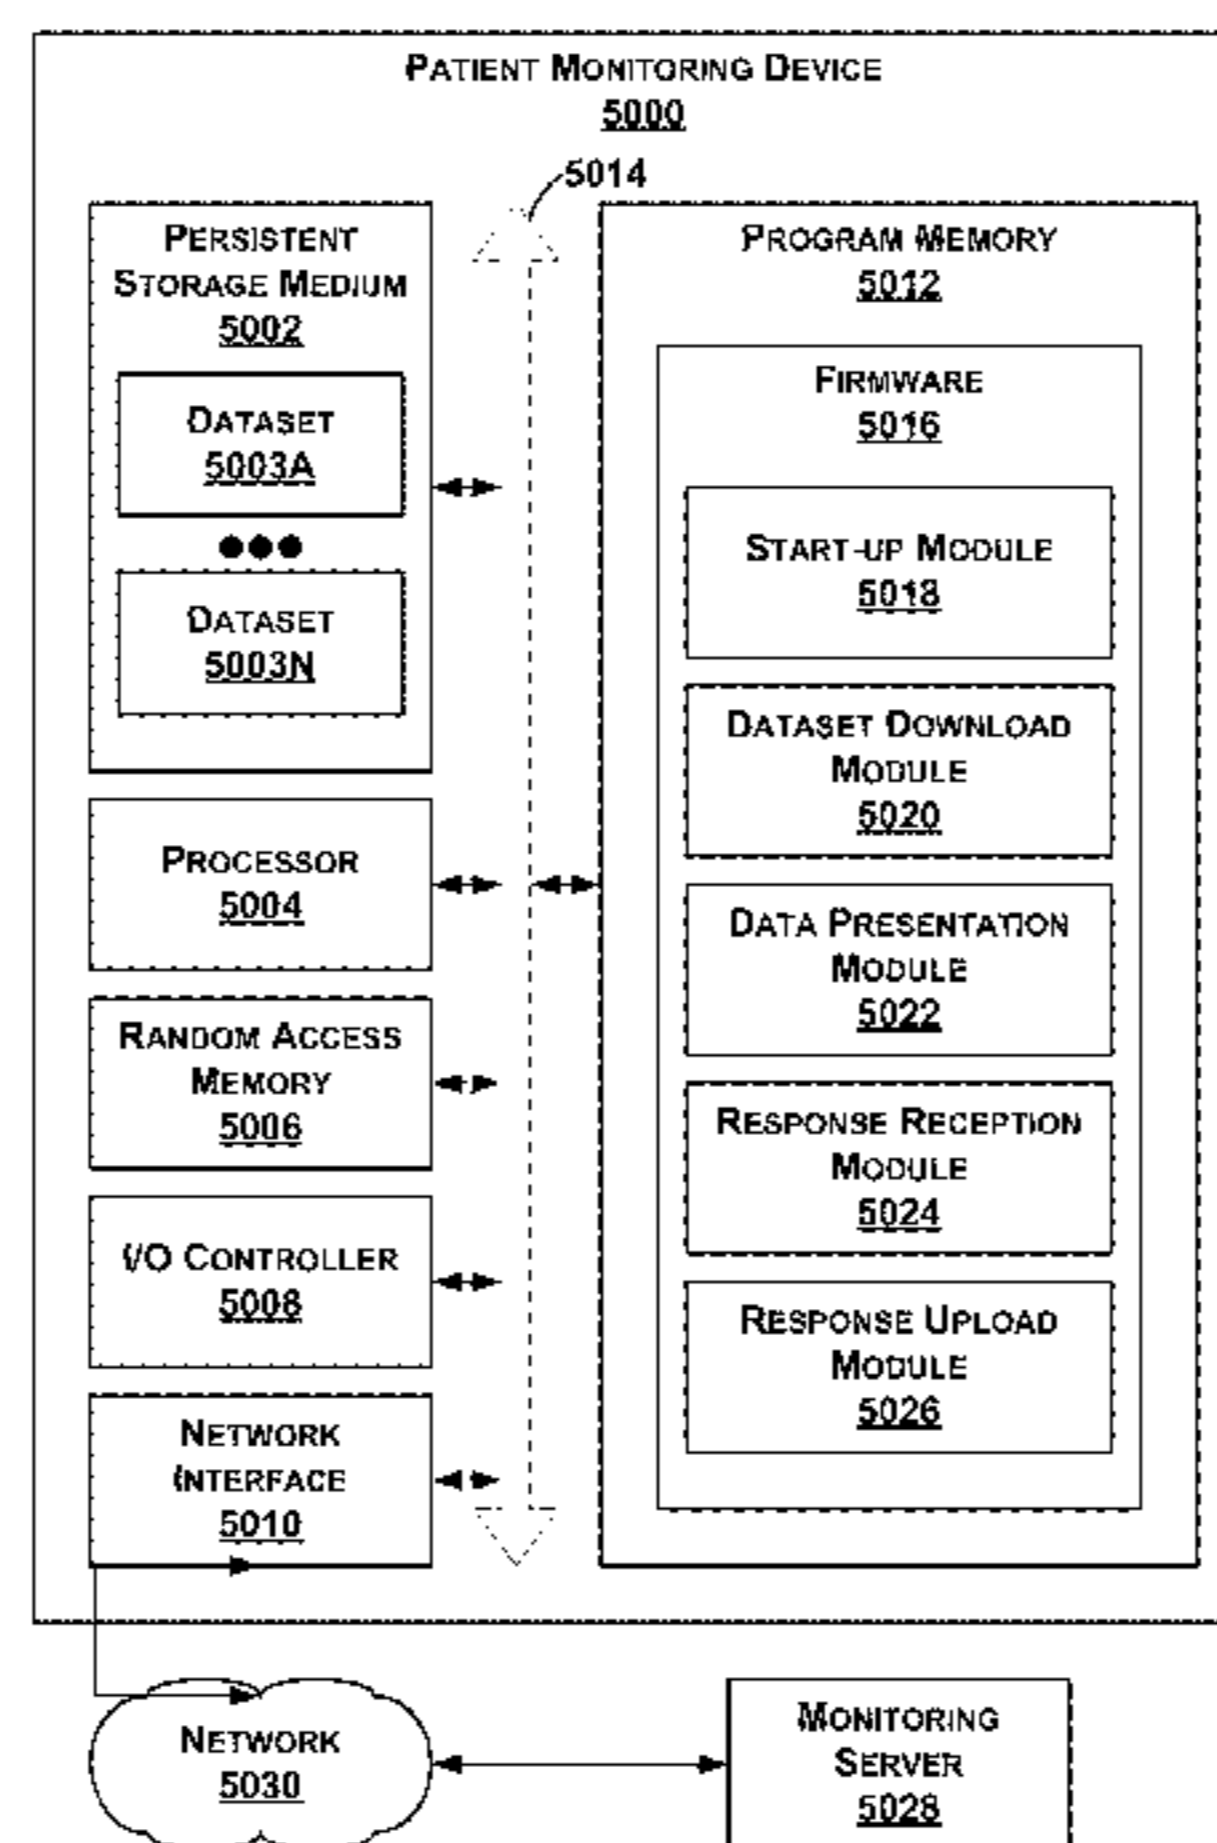 PATIENT MONITORING DEVICE
5000
5014
PERSISTENT
STORAGE MEDIUM
5002
DATASET
5003A
DATASET
5003N
PROCESSOR
5004
RANDOM ACCESS
MEMORY
5006
I/O CONTROLLER
5008
NETWORK
INTERFACE
5010
PROGRAM MEMORY
5012
FIRMWARE
5016
START-UP MODULE
5018
DATASET DOWNLOAD
MODULE
5020
DATA PRESENTATION
MODULE
5022
RESPONSE RECEPTION
MODULE
5024
RESPONSE UPLOAD
MODULE
5026
NETWORK
5030
MONITORING
SERVER
5028